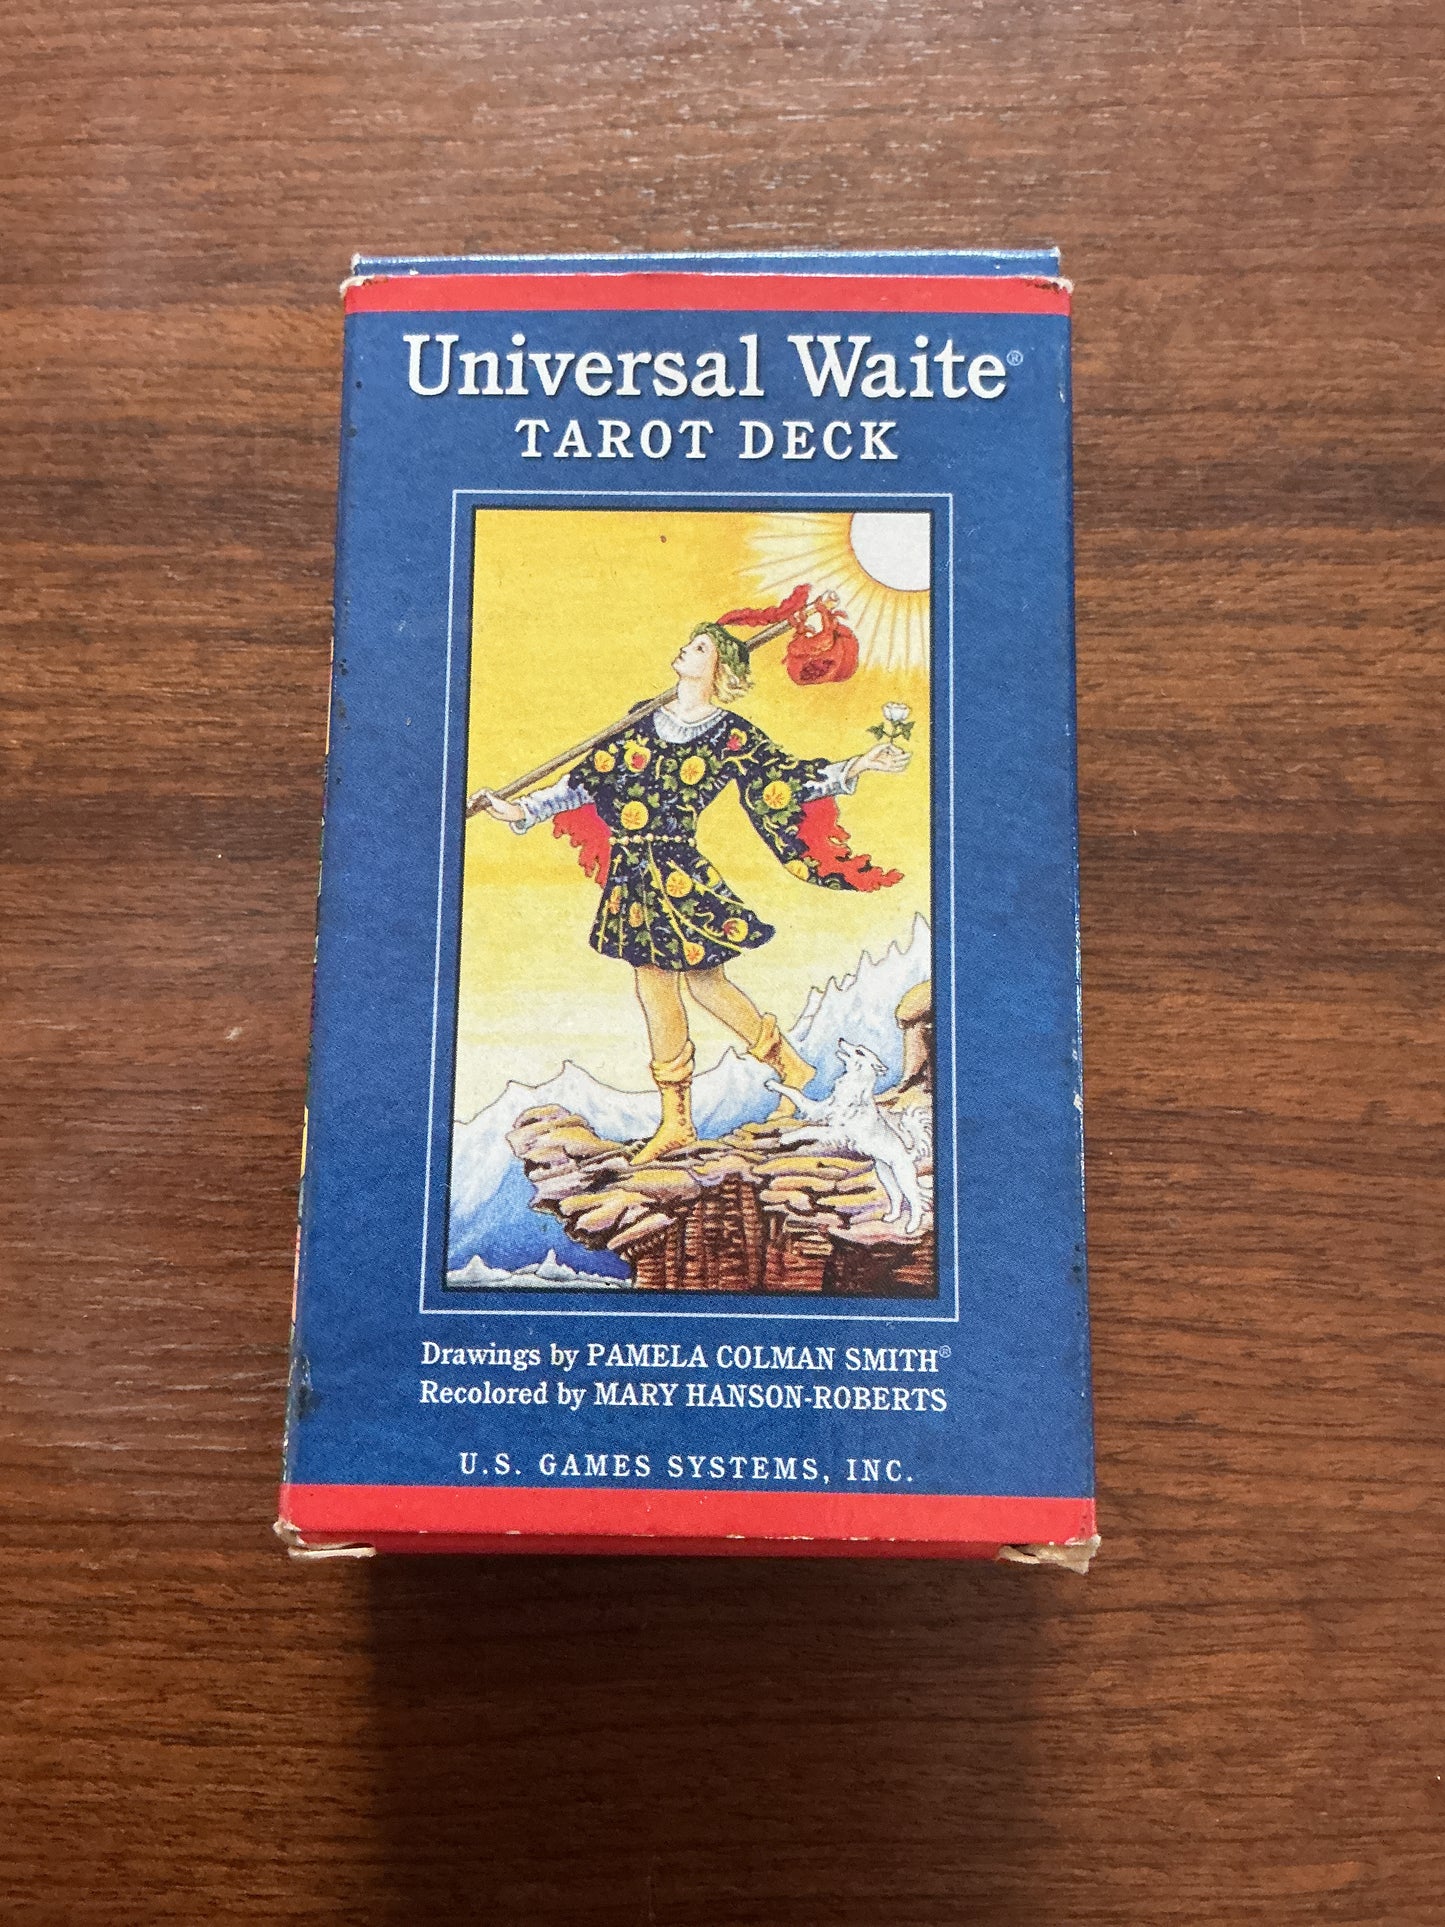 Universal Waite®
TAROT DECK
Drawings by PAMELA COLMAN SMITH®
Recolored by MARY HANSON-ROBERTS
U.S. GAMES SYSTEMS, INC.